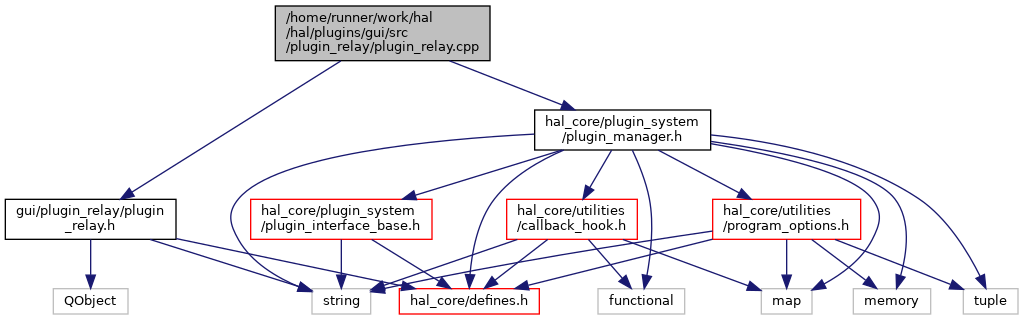 /home/runner/work/hal
/hal/plugins/gui/src
/plugin_relay/plugin_relay.cpp
hal_core/plugin_system
/plugin_manager.h
gui/plugin_relay/plugin
_relay.h
hal_core/plugin_system
/plugin_interface_base.h
hal_core/utilities
/callback_hook.h
hal_core/utilities
/program_options.h
QObject
string
hal_core/defines.h
functional
map
memory
tuple